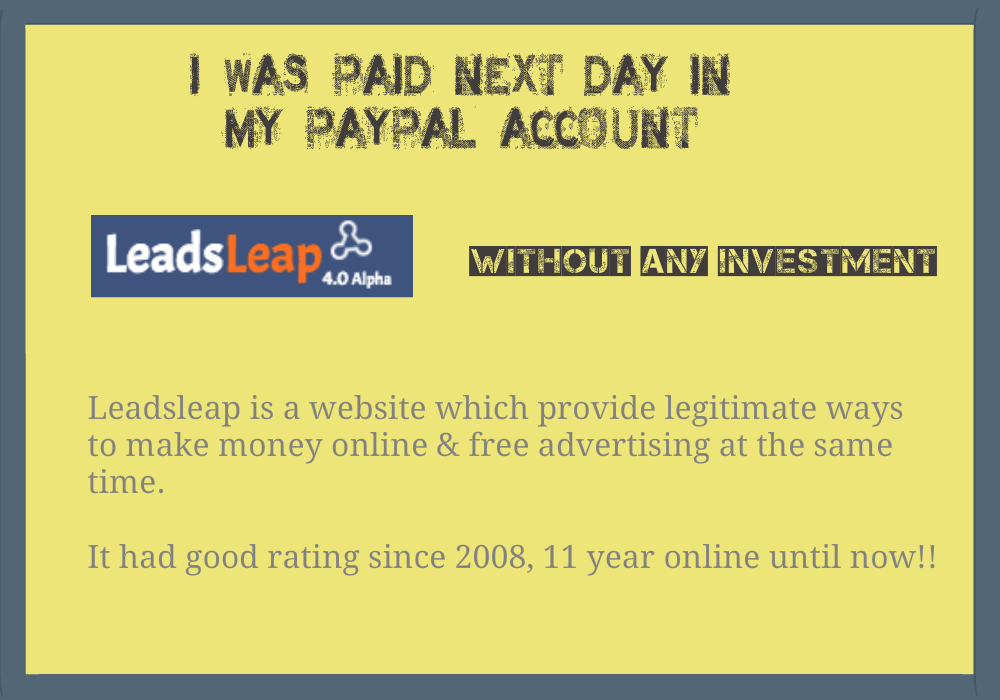 I WAS PAID NEXT DAY IN
MY PAYPAL ACCOUNT
LeadsLeap
4.0 Alpha
WITHOUT ANY INVESTMENT
Leadsleap is a website which provide legitimate ways
to make money online & free advertising at the same
time.
It had good rating since 2008, 11 year online until now!!